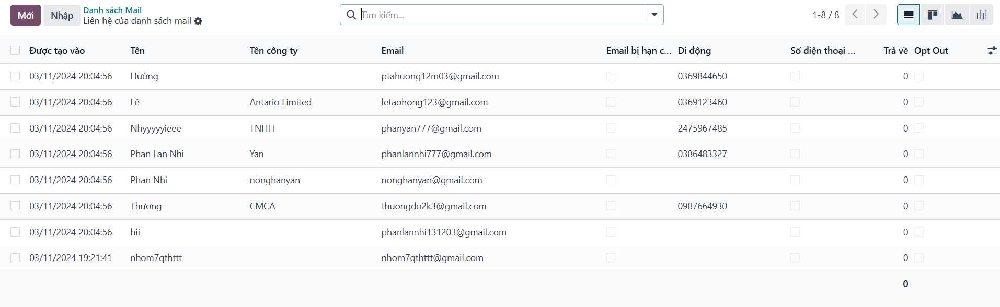 Mới Nhập Danh sách Mail
Liên hệ của danh sách mail
Tìm kiếm...
1-8 / 8
Được tạo vào Tên Tên công ty Email Email bị hạn c... Di động Số điện thoại ... Trả về Opt Out
03/11/2024 20:04:56 Hường ptahuong12m03@gmail.com 0369844650 0
03/11/2024 20:04:56 Lê Antario Limited letaohong123@gmail.com 0369123460 0
03/11/2024 20:04:56 Nhyyyyyieee TNHH phanyan777@gmail.com 2475967485 0
03/11/2024 20:04:56 Phan Lan Nhi Yan phanlannhi777@gmail.com 0386483327 0
03/11/2024 20:04:56 Phan Nhi nonghanyan nonghanyan@gmail.com 0
03/11/2024 20:04:56 Thương CMCA thuongdo2k3@gmail.com 0987664930 0
03/11/2024 20:04:56 hii phanlannhi131203@gmail.com 0
03/11/2024 19:21:41 nhom7qthttt nhom7qthttt@gmail.com 0
0